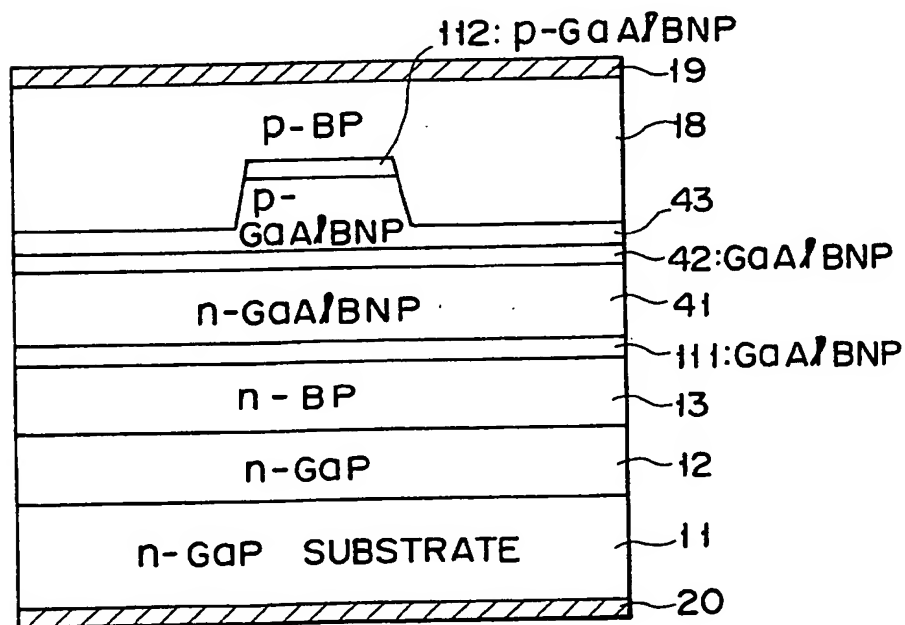 112: p-GaAlBNP
19
p-BP
18
p-
GaAlBNP
43
42:GaAlBNP
n-GaAlBNP
41
111:GaAlBNP
n-BP
13
n-GaP
12
n-GaP SUBSTRATE
11
20